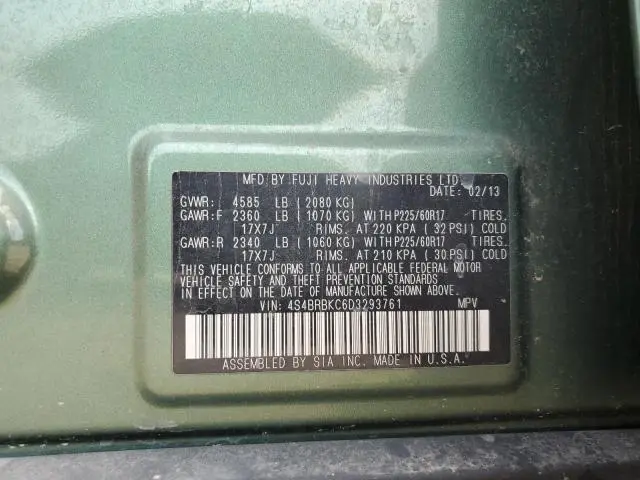 MFD. BY FUJI HEAVY INDUSTRIES LTD.
DATE: 02/13
GVWR: 4585 LB (2080 KG)
GAWR:F 2360 LB (1070 KG) WITH P225/60R17 TIRES.
17X7J RIMS. AT 220 KPA (32 PSI) COLD
GAWR:R 2340 LB (1060 KG) WITH P225/60R17 TIRES.
17X7J RIMS. AT 210 KPA (30 PSI) COLD
THIS VEHICLE CONFORMS TO ALL APPLICABLE FEDERAL MOTOR
VEHICLE SAFETY AND THEFT PREVENTION STANDARDS
IN EFFECT ON THE DATE OF MANUFACTURE SHOWN ABOVE.
VIN: 4S4BRBKC6D3293761 MPV
ASSEMBLED BY SIA INC. MADE IN U.S.A.